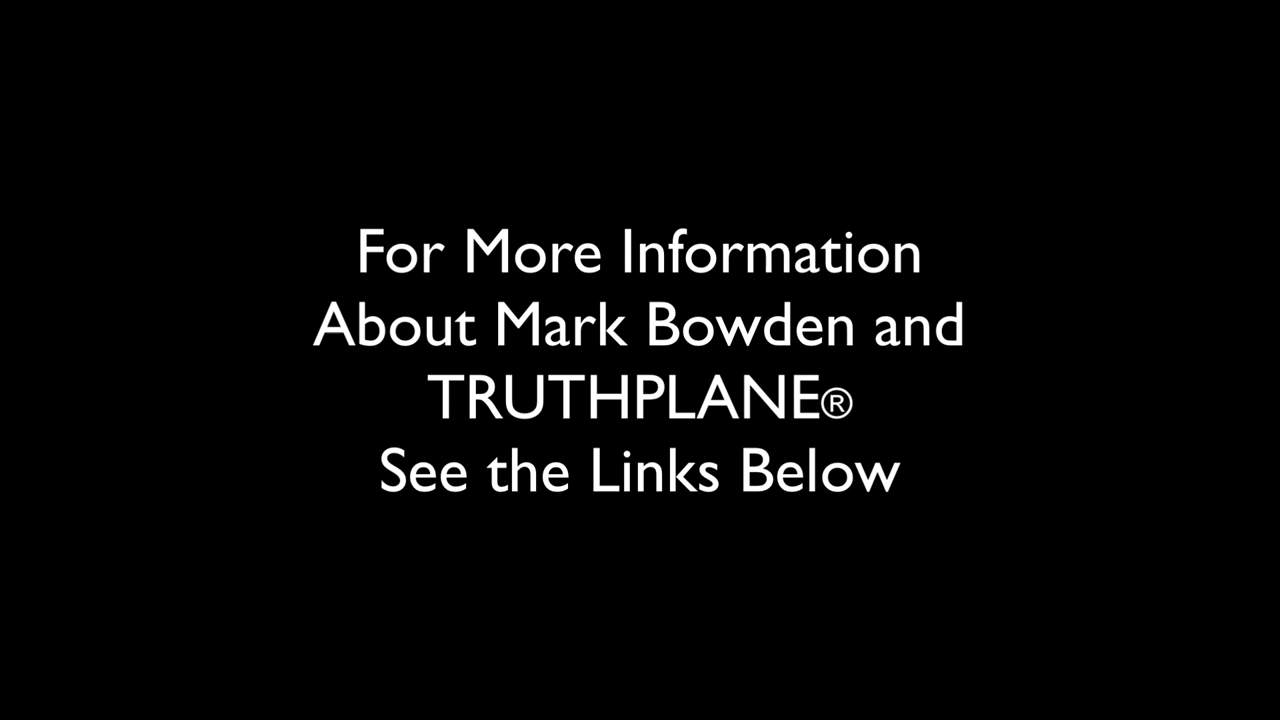 For More Information
About Mark Bowden and
TRUTHPLANE®
See the Links Below